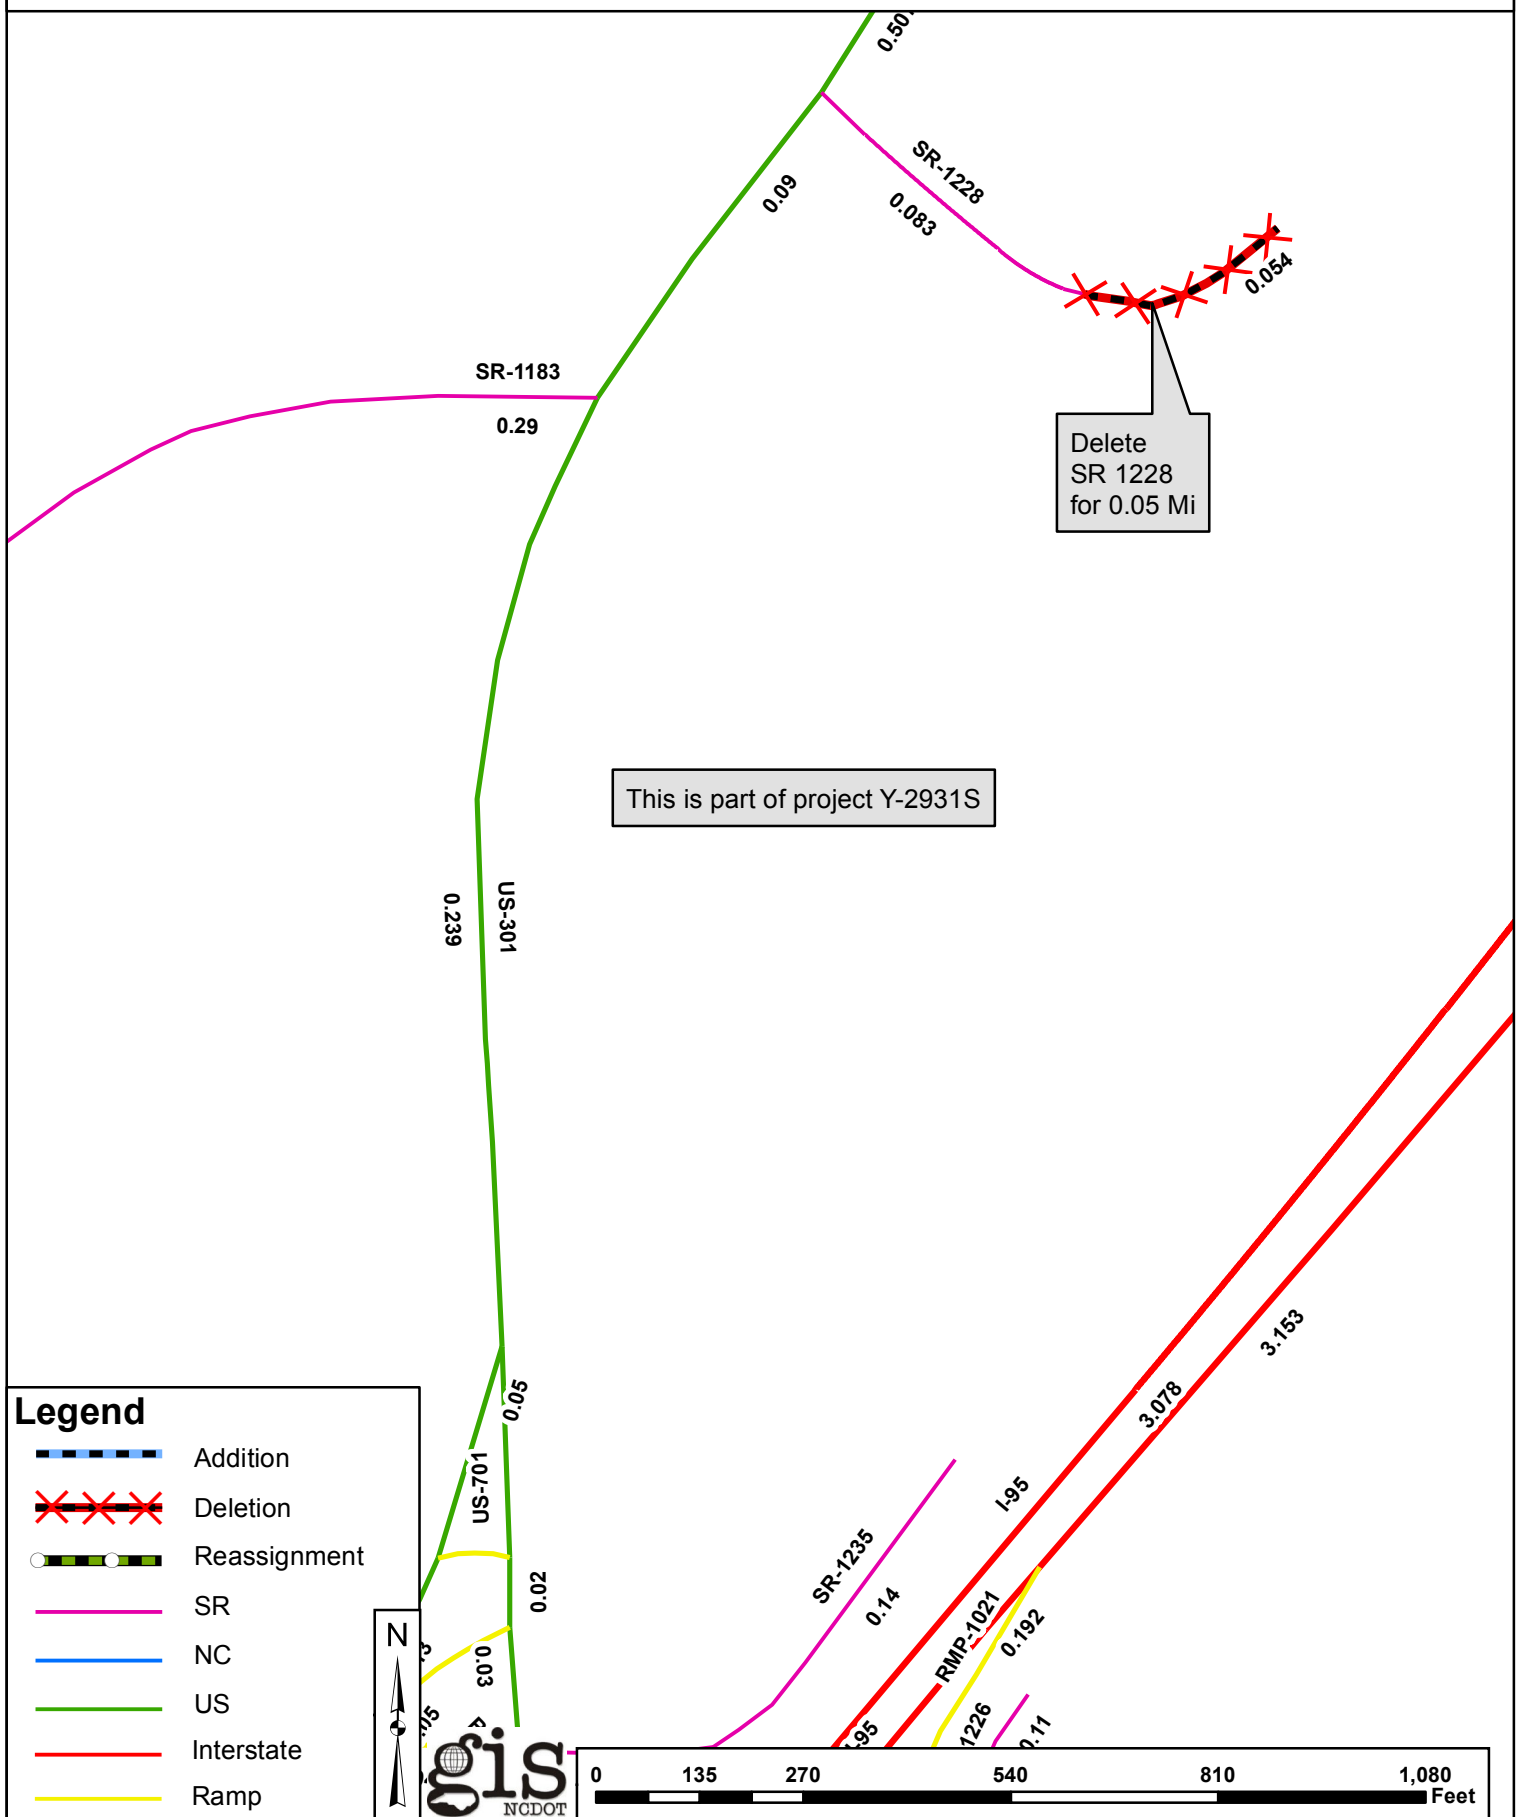 SR-1228
0.09
0.083
0.054
SR-1183
0.29
Delete
SR 1228
for 0.05 Mi
This is part of project Y-2931S
US-301
0.239
3.153
3.078
0.05
US-701
I-95
SR-1235
0.14
0.02
RMP-1021
0.192
0.03
1226
0.11
Legend
Addition
Deletion
Reassignment
SR
NC
US
Interstate
Ramp
N
gis
NCDOT
0 135 270 540 810 1,080
Feet